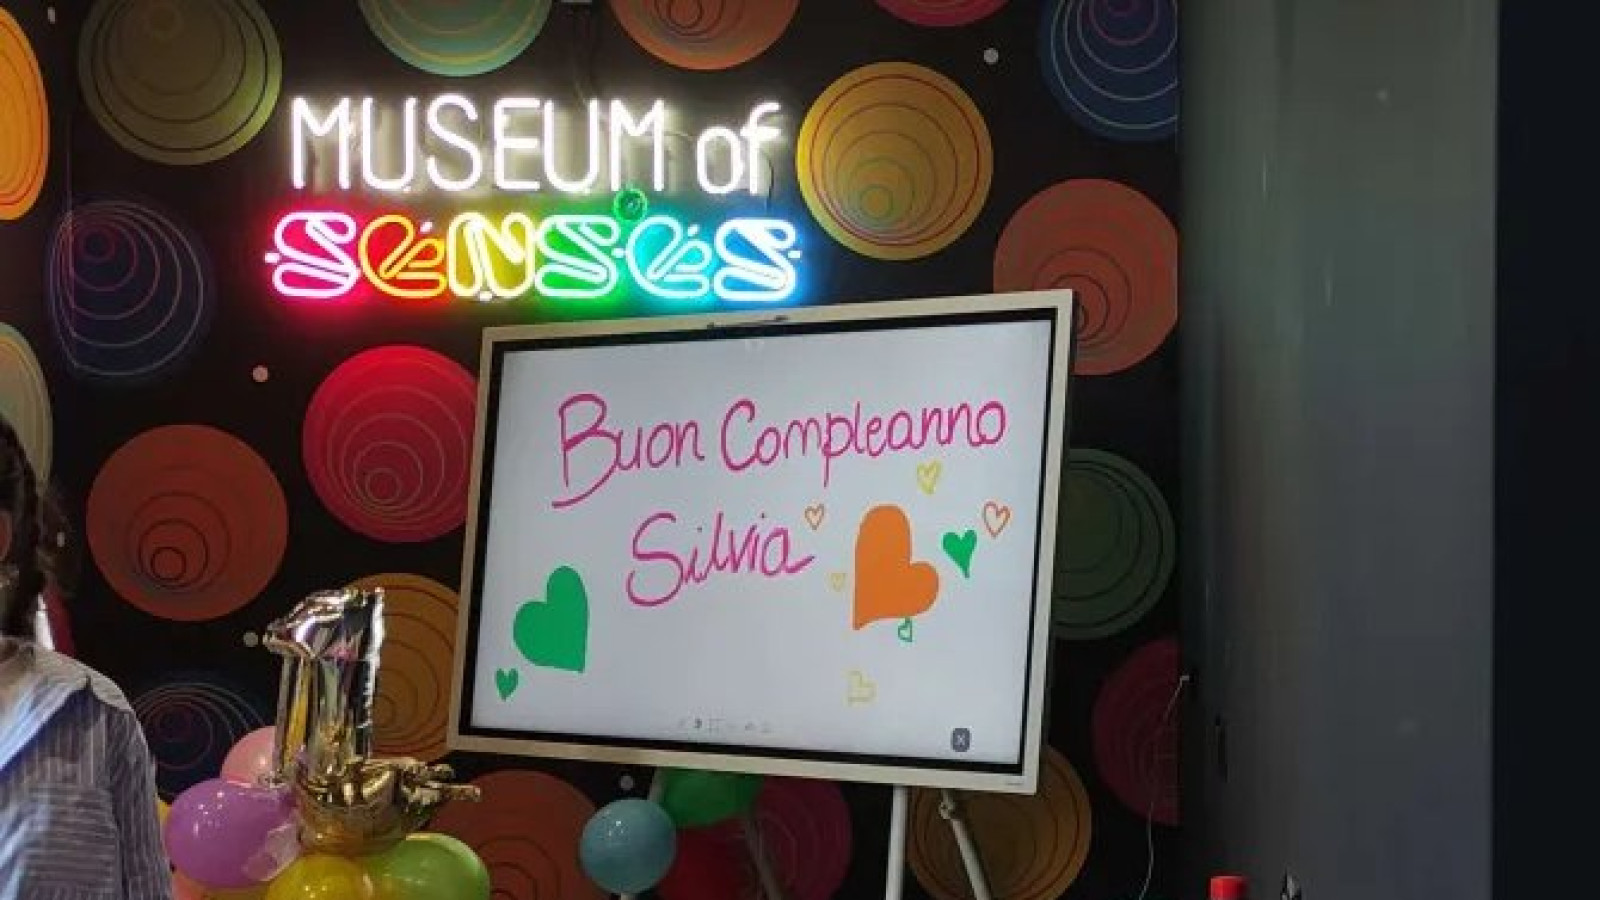 MUSEUM of
SENSES
Buon Compleanno
Silvia